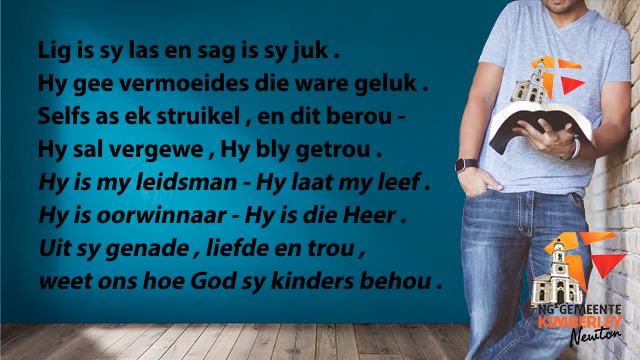 Lig is sy las en sag is sy juk .
Hy gee vermoeides die ware geluk .
Selfs as ek struikel , en dit berou -
Hy sal vergewe , Hy bly getrou .
Hy is my leidsman - Hy laat my leef .
Hy is oorwinnaar - Hy is die Heer .
Uit sy genade , liefde en trou ,
weet ons hoe God sy kinders behou .
NG GEMEENTE
KIMBERLEY
Newton